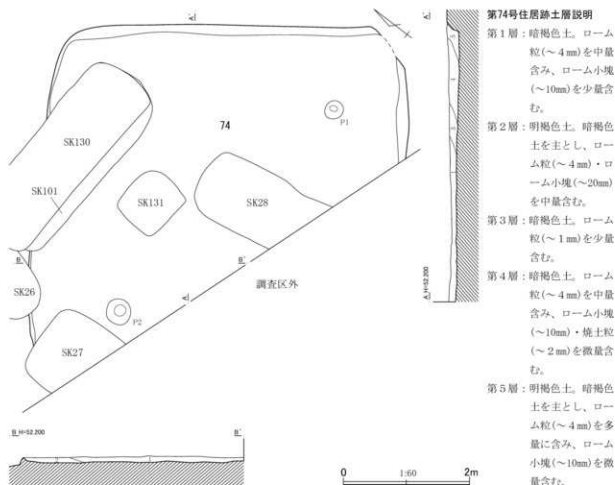 A'
A'
第74号住居跡土層説明
第1層：暗褐色土。ローム
粒(～4㎜)を中量
含み、ローム小塊
(～10㎜)を少量含
む。
第2層：明褐色土。暗褐色
土を主とし、ロー
ム粒(～4㎜)・ロ
ーム小塊(～20㎜)
を中量含む。
第3層：暗褐色土。ローム
粒(～1㎜)を少量
含む。
第4層：暗褐色土。ローム
粒(～4㎜)を中量
含み、ローム小塊
(～10㎜)・焼土粒
(～2㎜)を微量含
む。
第5層：明褐色土。暗褐色
土を主とし、ロー
ム粒(～4㎜)を多
量に含み、ローム
小塊(～10㎜)を微
量含む。
74
P1
SK130
SK101
SK131
SK28
B
B'
A
調査区外
SK26
P2
SK27
A H=52.200
B H=52.200
B'
0
1:60
2m